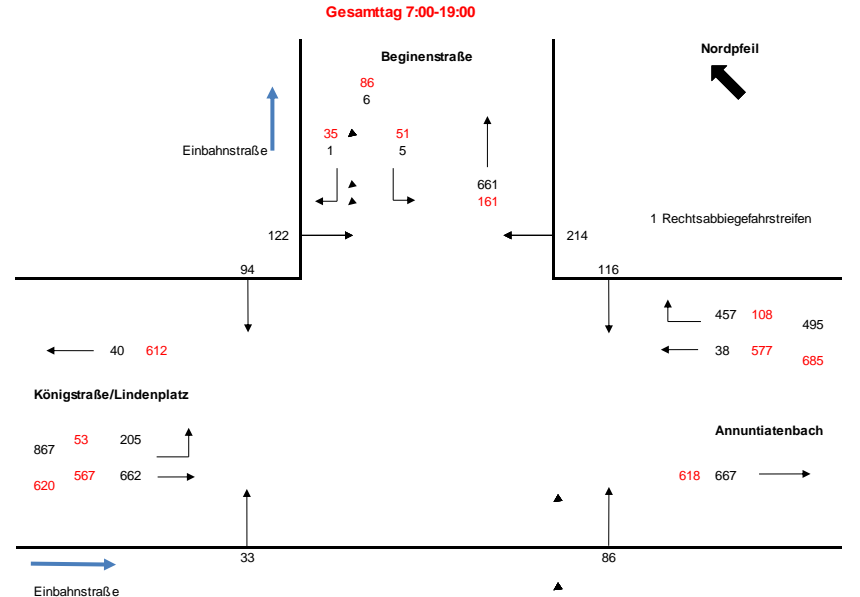 Gesamttag 7:00-19:00
Beginenstraße
Nordpfeil
86
6
35 51
1 5
Einbahnstraße
661
161
1 Rechtsabbiegefahrstreifen
122 214
94 116
457 108
495
40 612
38 577
685
Königstraße/Lindenplatz
Annuntiatenbach
53 205
867
567 662
620
618 667
33 86
Einbahnstraße